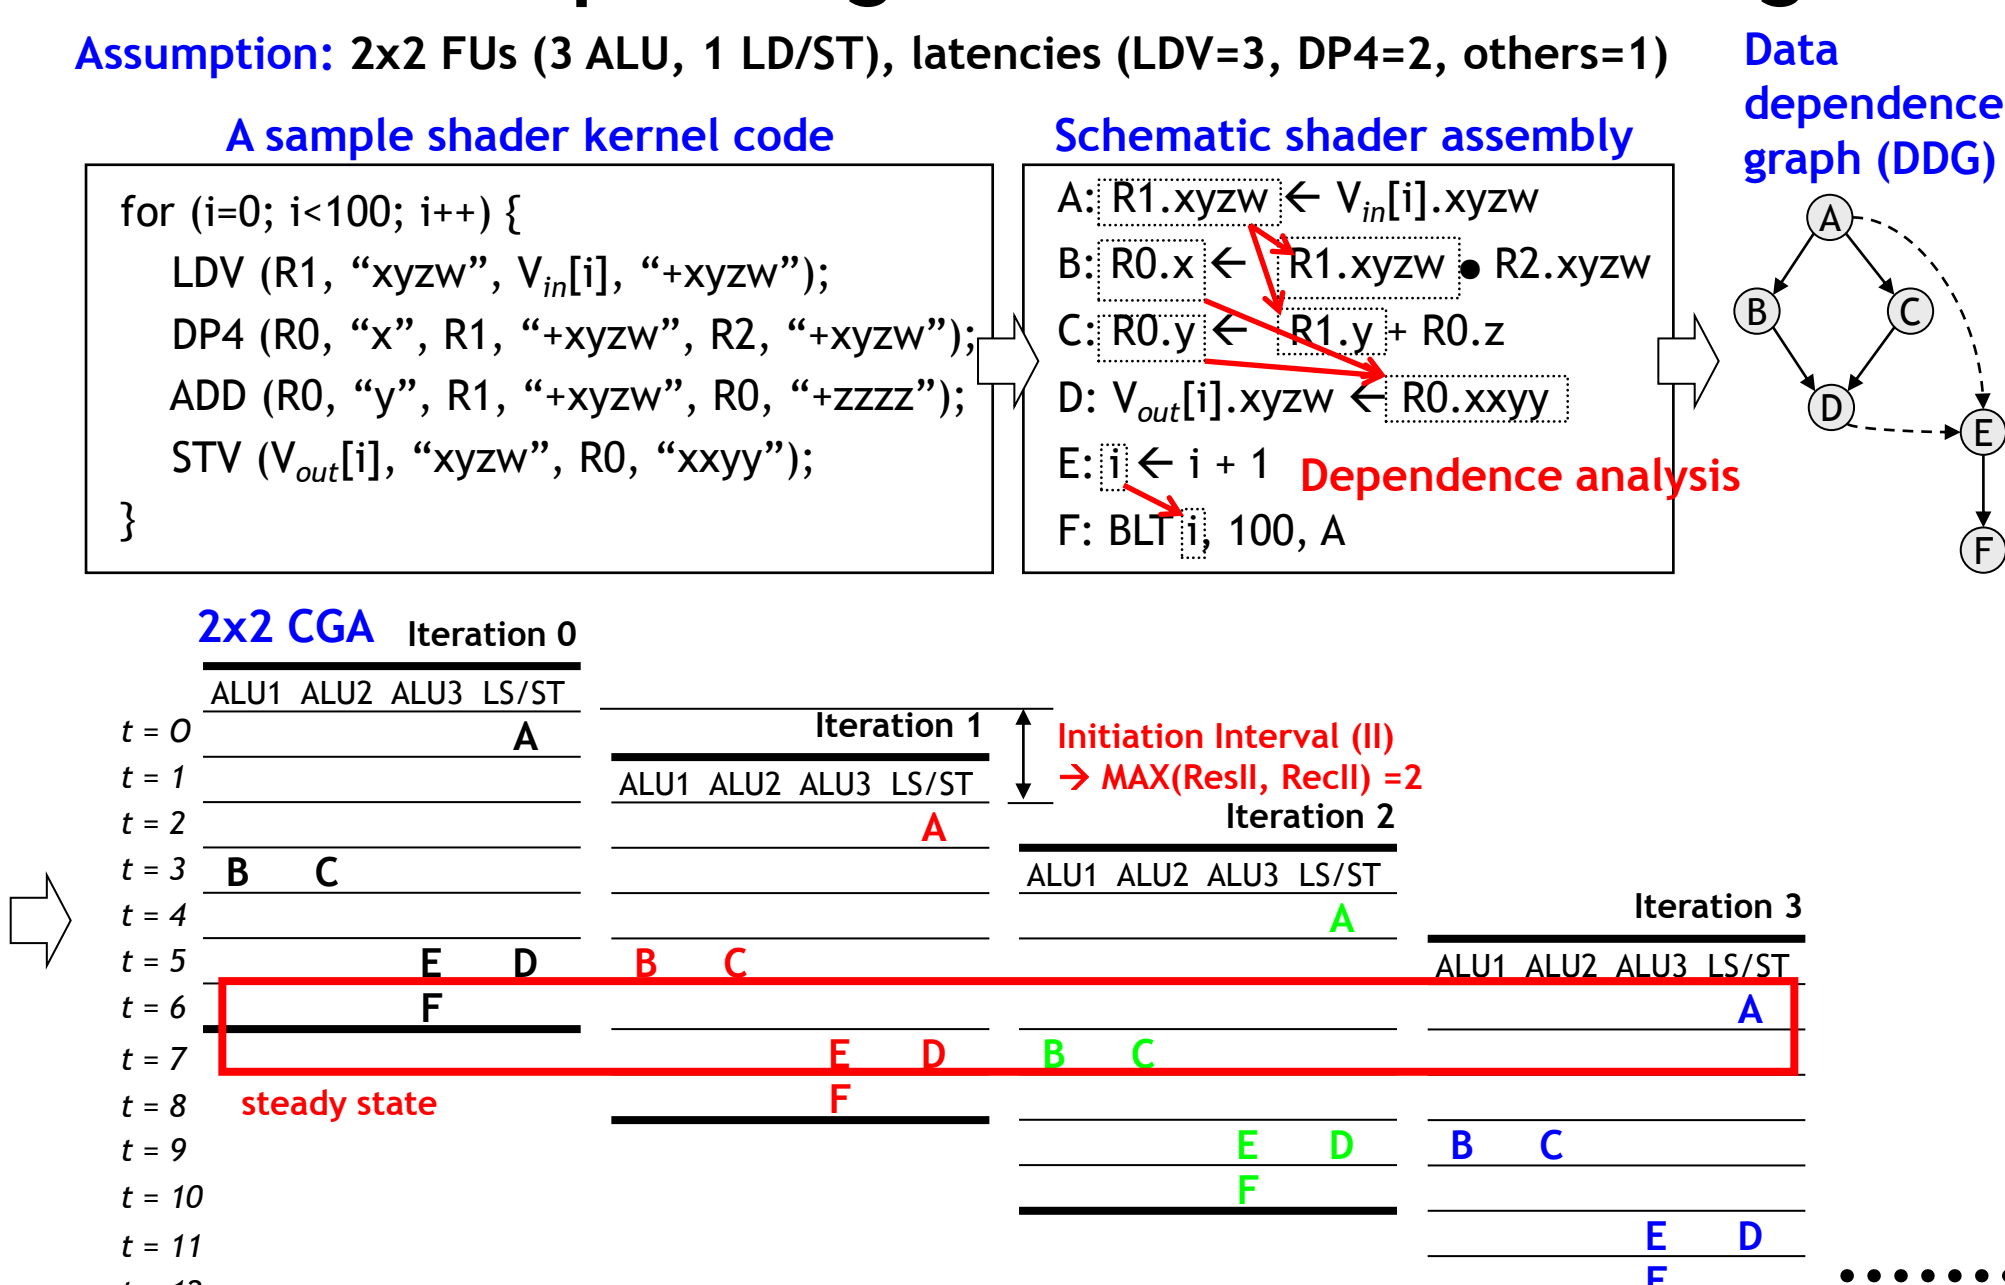 Assumption: 2x2 FUs (3 ALU, 1 LD/ST), latencies (LDV=3, DP4=2, others=1)
Data
dependence
graph (DDG)
A sample shader kernel code
for (i=0; i<100; i++) {
LDV (R1, “xyzw”, Vin[i], “+xyzw”);
DP4 (R0, “x”, R1, “+xyzw”, R2, “+xyzw”);
ADD (R0, “y”, R1, “+xyzw”, R0, “+zzzz”);
STV (Vout[i], “xyzw”, R0, “xxyy”);
}
Schematic shader assembly
A: R1.xyzw ← Vin[i].xyzw
B: R0.x ← R1.xyzw ● R2.xyzw
C: R0.y ← R1.y + R0.z
D: Vout[i].xyzw ← R0.xxyy
E: i ← i + 1
Dependence analysis
F: BLT i, 100, A
A
B C
D
E
F
2x2 CGA
Iteration 0
ALU1 ALU2 ALU3 LS/ST
Iteration 1
ALU1 ALU2 ALU3 LS/ST
Initiation Interval (II)
→ MAX(ResII, RecII) =2
Iteration 2
ALU1 ALU2 ALU3 LS/ST
Iteration 3
ALU1 ALU2 ALU3 LS/ST
t = 0 A
t = 1
t = 2 A
t = 3 B C
t = 4 A
t = 5 E D B C
t = 6 F A
t = 7 E D B C
steady state
t = 8 F
t = 9 E D B C
t = 10 F
t = 11 E D